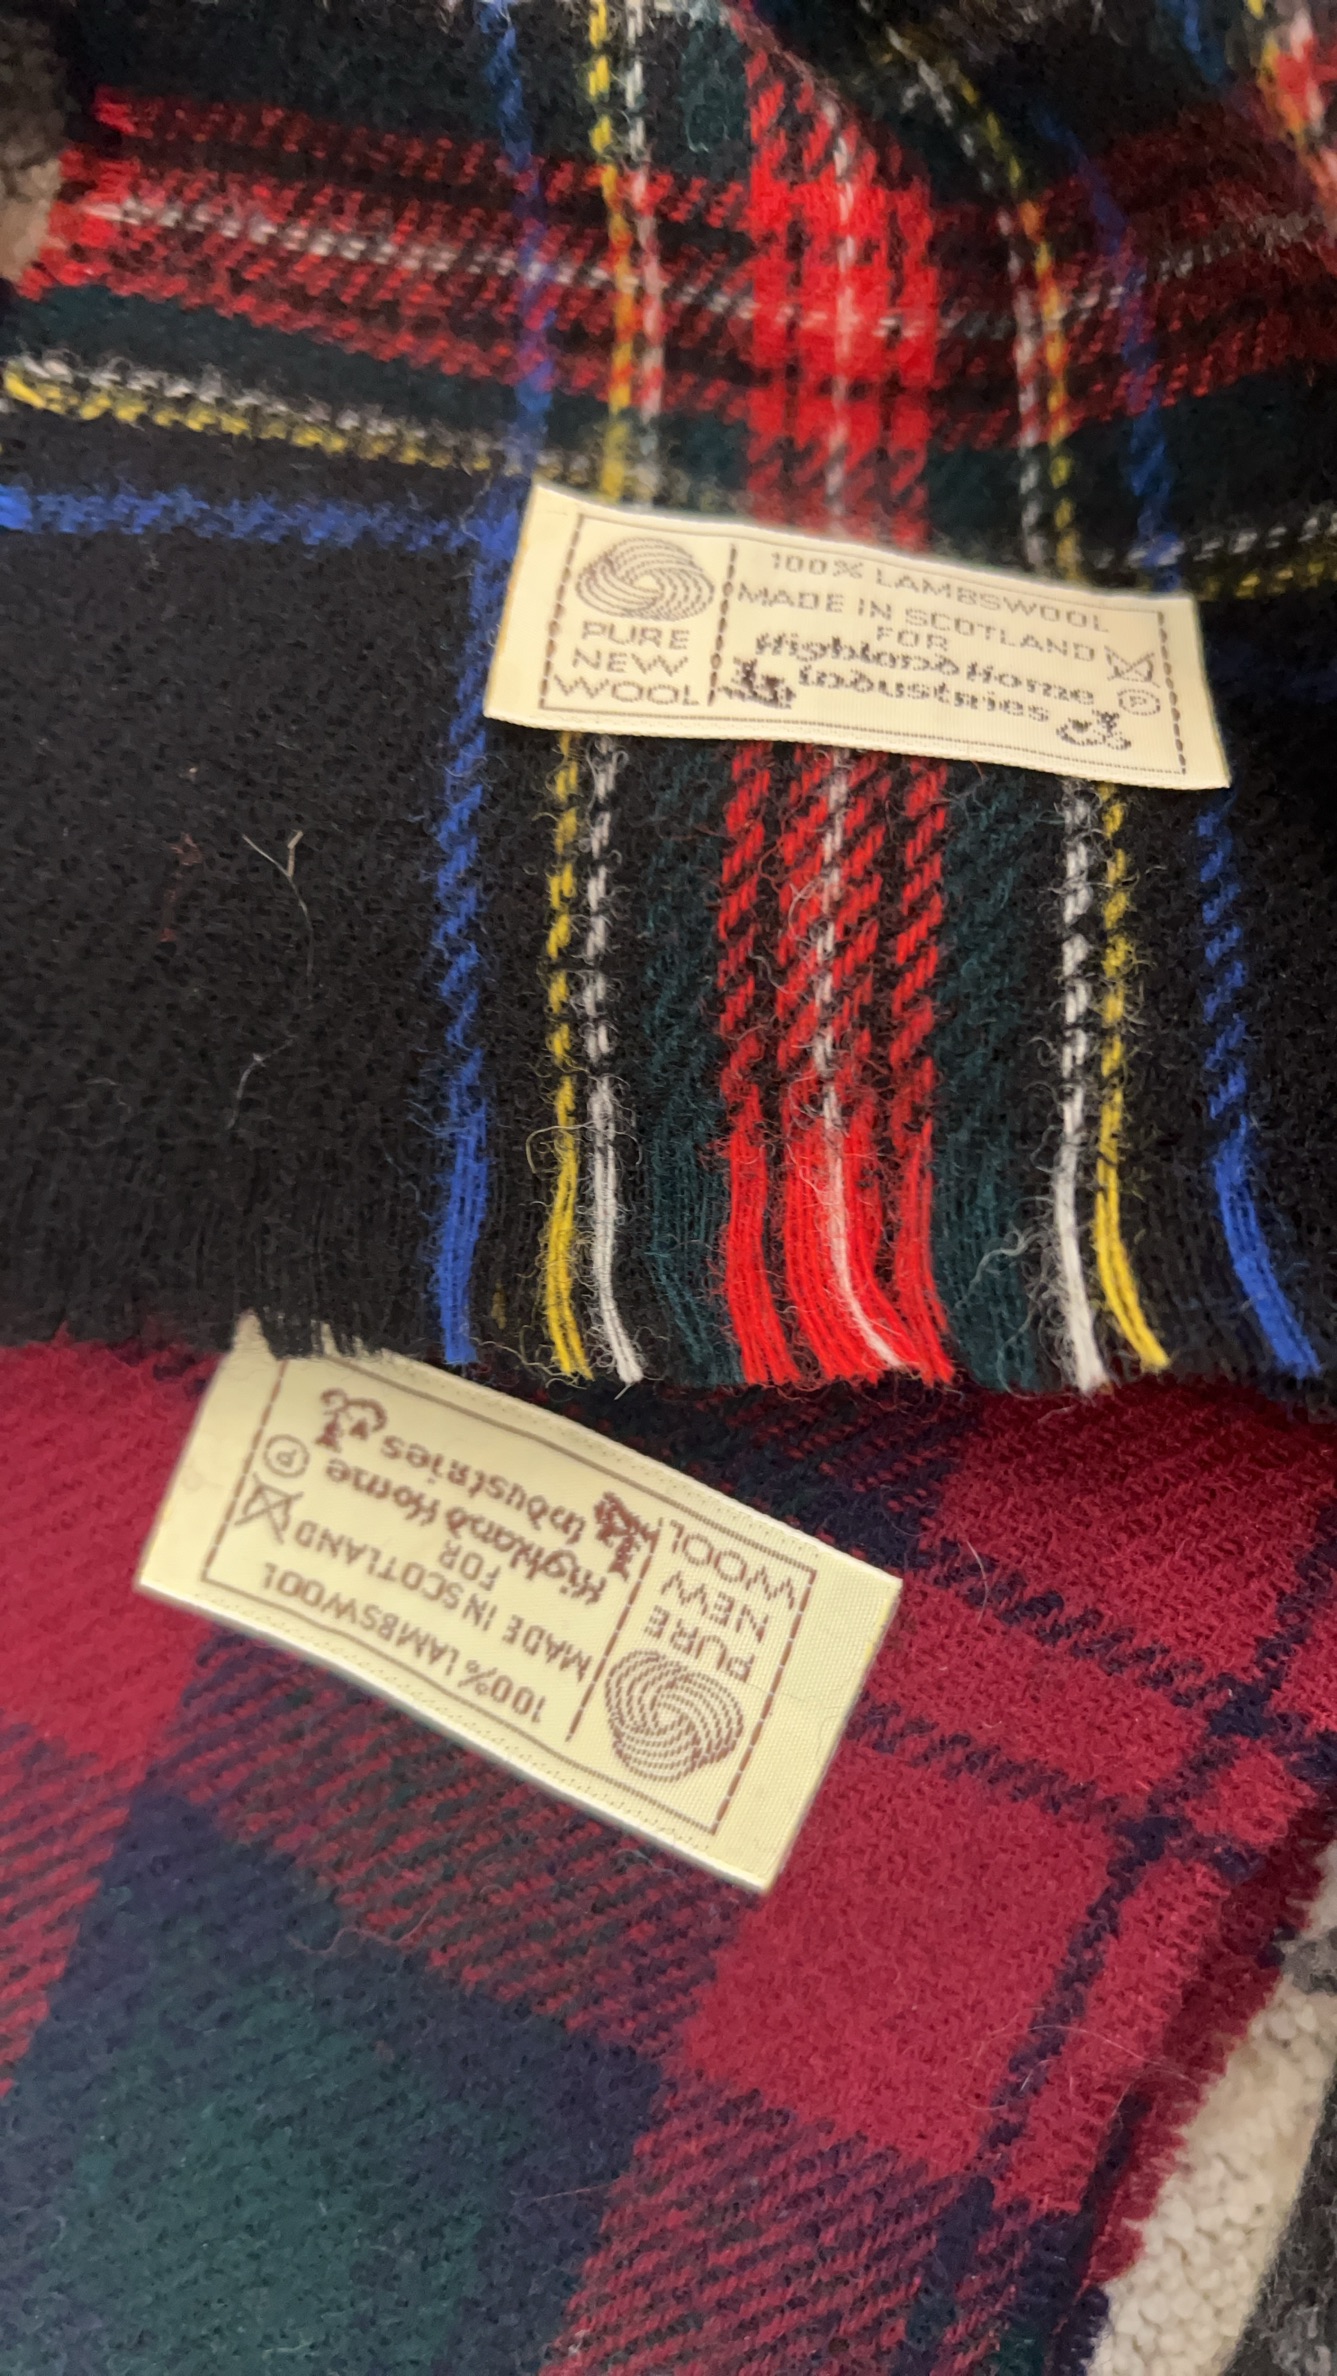 PURE
NEW
WOOL
100% LAMBSWOOL
MADE IN SCOTLAND
FOR
Highland Home
Industries
P
100% LAMBSWOOL
MADE IN SCOTLAND
FOR
Highland Home
Industries
P
PURE
NEW
WOOL